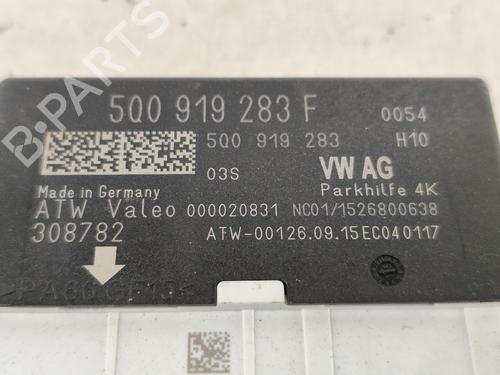 5Q0 919 283 F 0054
5Q0 919 283 H10
03S VW AG
Made in Germany Parkhilfe 4K
ATW Valeo 000020831 NC01/1526800638
308782 ATW-00126.09.15EC040117
>PA66GF15<
B-PARTS